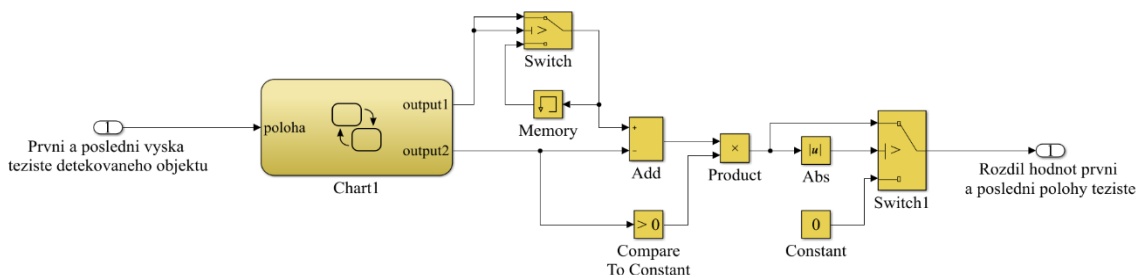 Prvni a posledni vyska
teziste detekovaneho objektu
poloha
output1
output2
Chart1
>
Switch
Memory
+
−
Add
> 0
Compare
To Constant
×
Product
|u|
Abs
0
Constant
>
Switch1
Rozdil hodnot prvni
a posledni polohy teziste